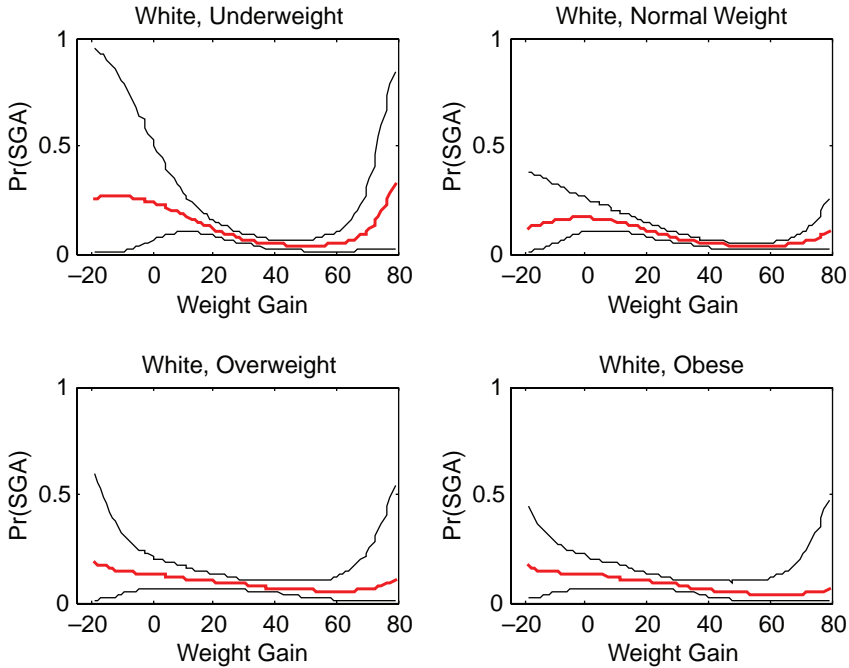 White, Underweight
White, Normal Weight
1
0.5
0
Pr(SGA)
–20 0 20 40 60 80
Weight Gain
1
0.5
0
Pr(SGA)
–20 0 20 40 60 80
Weight Gain
White, Overweight
White, Obese
1
0.5
0
Pr(SGA)
–20 0 20 40 60 80
Weight Gain
1
0.5
0
Pr(SGA)
–20 0 20 40 60 80
Weight Gain